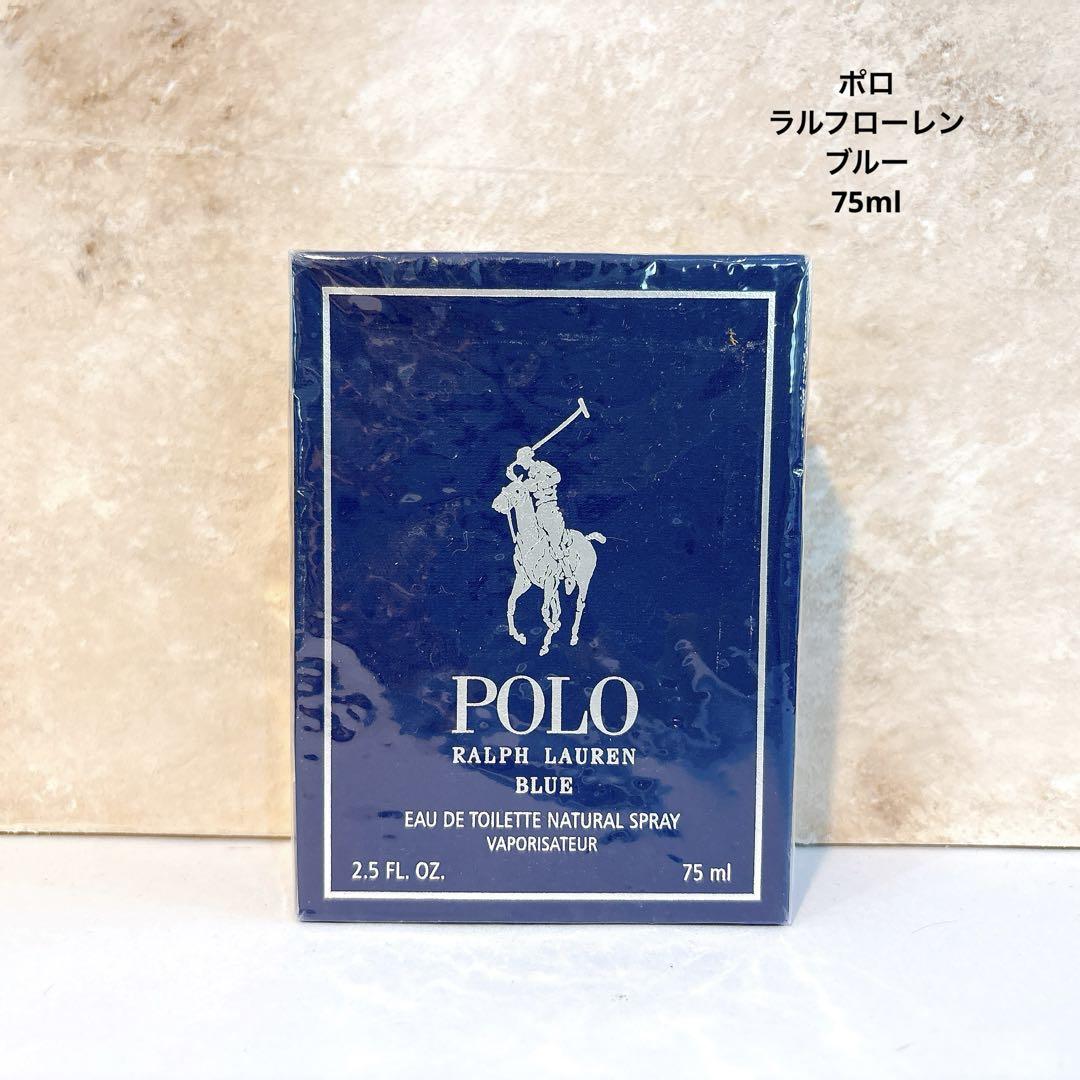 ポロ
ラルフローレン
ブルー
75ml
POLO
RALPH LAUREN
BLUE
EAU DE TOILETTE NATURAL SPRAY
VAPORISATEUR
2.5 FL. OZ. 75 ml